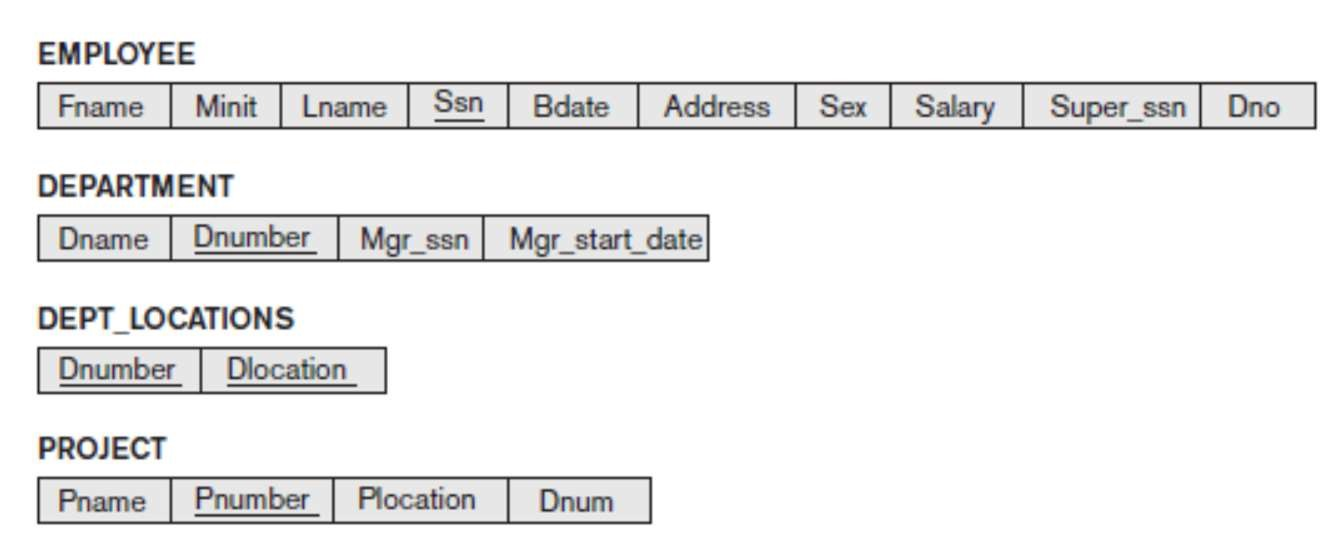 EMPLOYEE
Fname Minit Lname Ssn Bdate Address Sex Salary Super_ssn Dno
DEPARTMENT
Dname Dnumber Mgr_ssn Mgr_start_date
DEPT_LOCATIONS
Dnumber Dlocation
PROJECT
Pname Pnumber Plocation Dnum